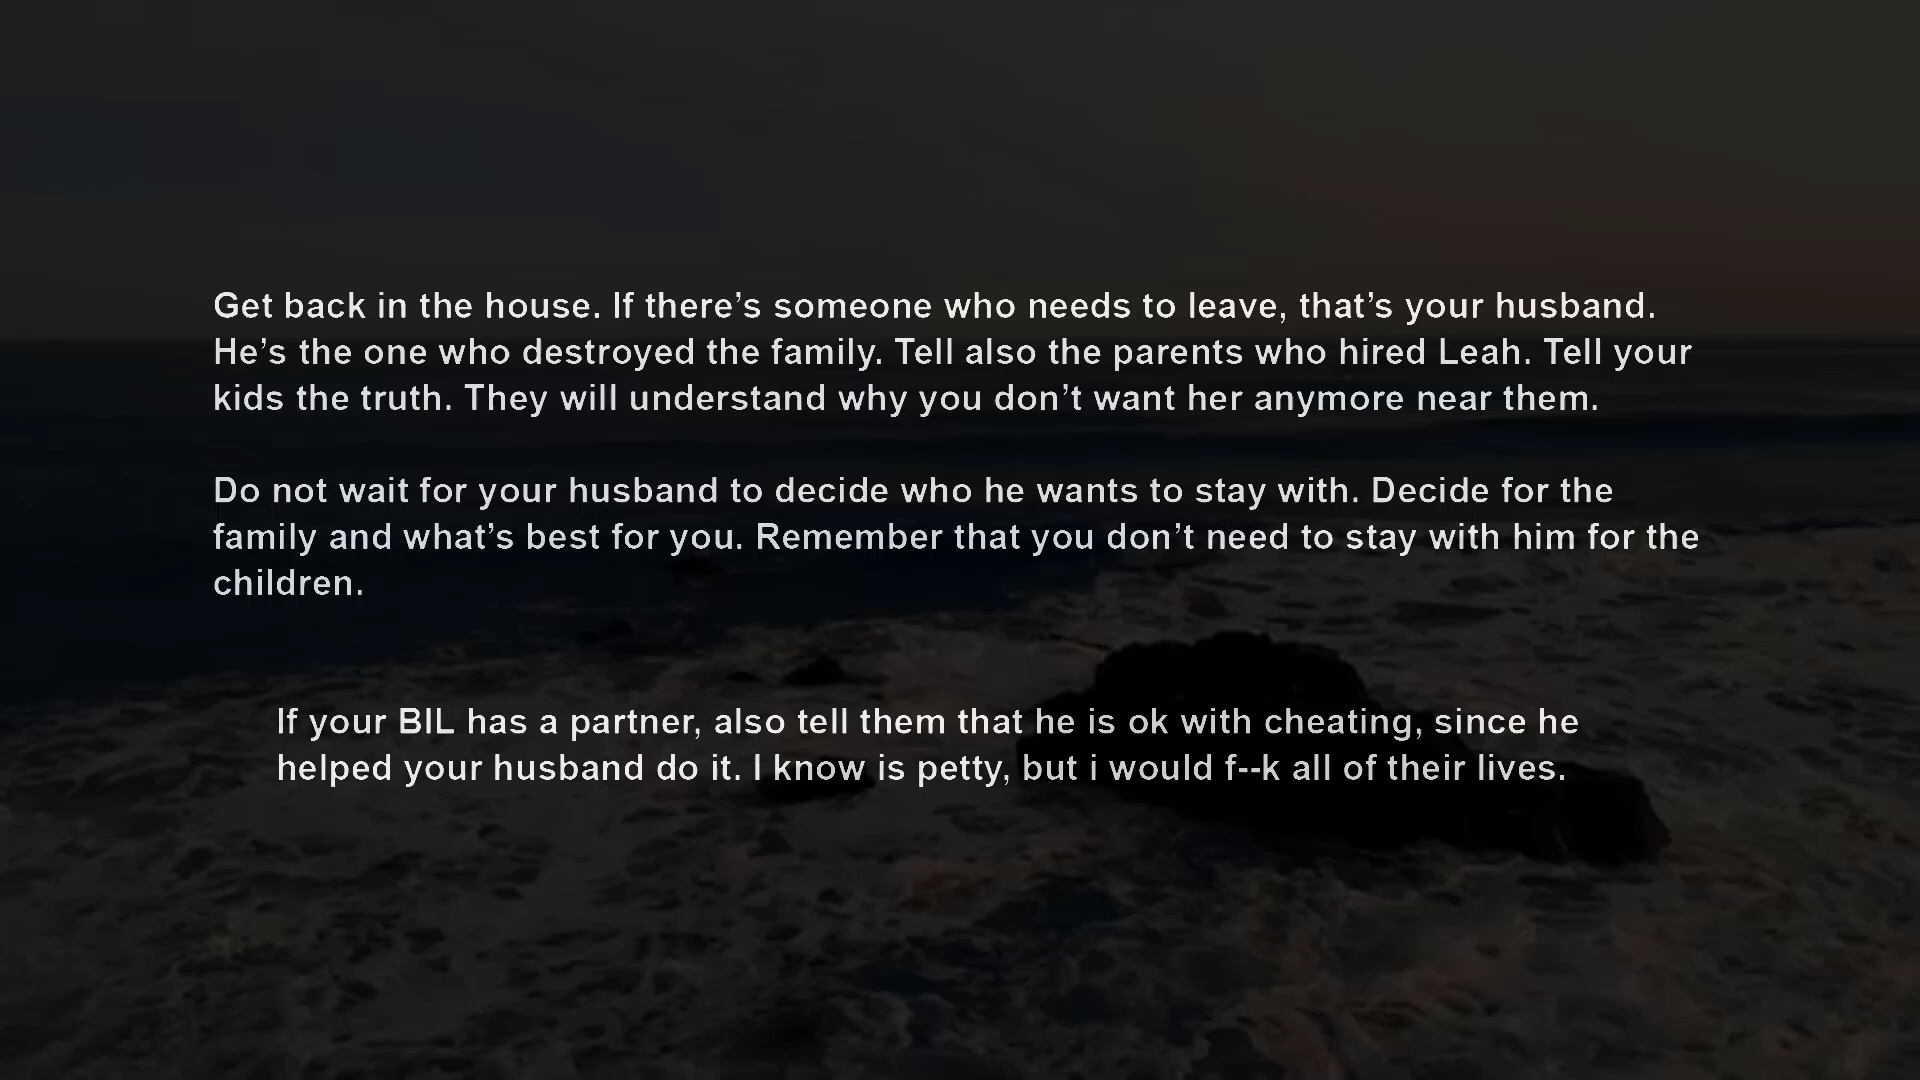 Get back in the house. If there’s someone who needs to leave, that’s your husband.
He’s the one who destroyed the family. Tell also the parents who hired Leah. Tell your
kids the truth. They will understand why you don’t want her anymore near them.
Do not wait for your husband to decide who he wants to stay with. Decide for the
family and what’s best for you. Remember that you don’t need to stay with him for the
children.
If your BIL has a partner, also tell them that he is ok with cheating, since he
helped your husband do it. I know is petty, but i would f--k all of their lives.